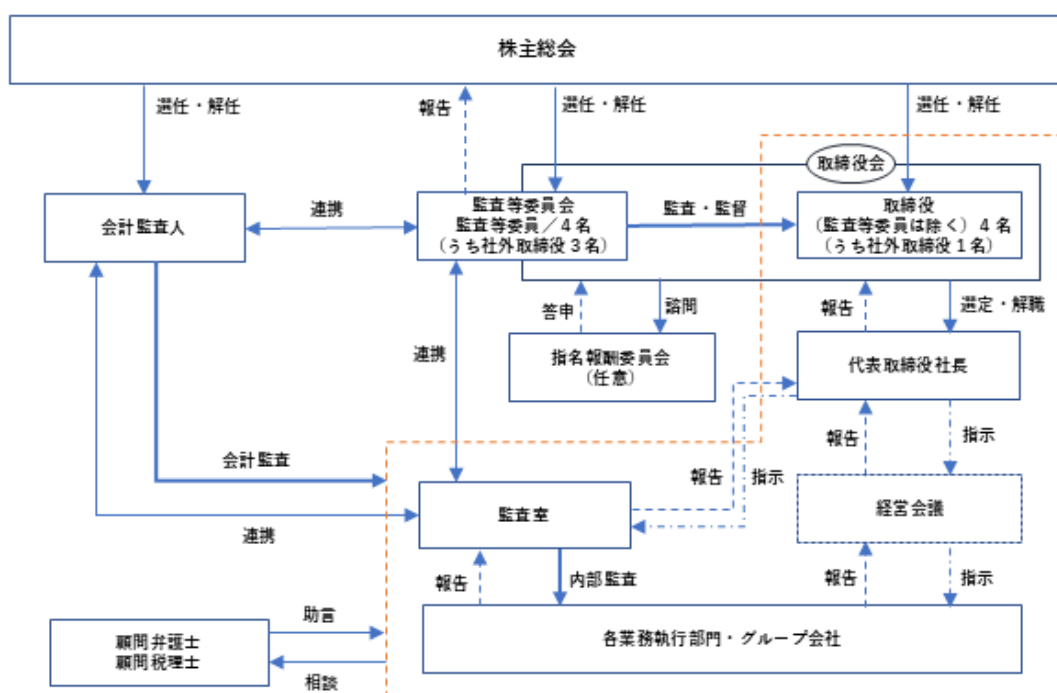 株主総会
選任・解任
報告
選任・解任
選任・解任
取締役会
会計監査人
連携
監査等委員会
監査等委員／4名
（うち社外取締役3名）
監査・監督
取締役
（監査等委員は除く）4名
（うち社外取締役1名）
答申
諮問
報告
選定・解職
連携
指名報酬委員会
（任意）
代表取締役社長
会計監査
報告
指示
報告
指示
監査室
経営会議
連携
報告
内部監査
報告
指示
助言
顧問弁護士
顧問税理士
各業務執行部門・グループ会社
相談